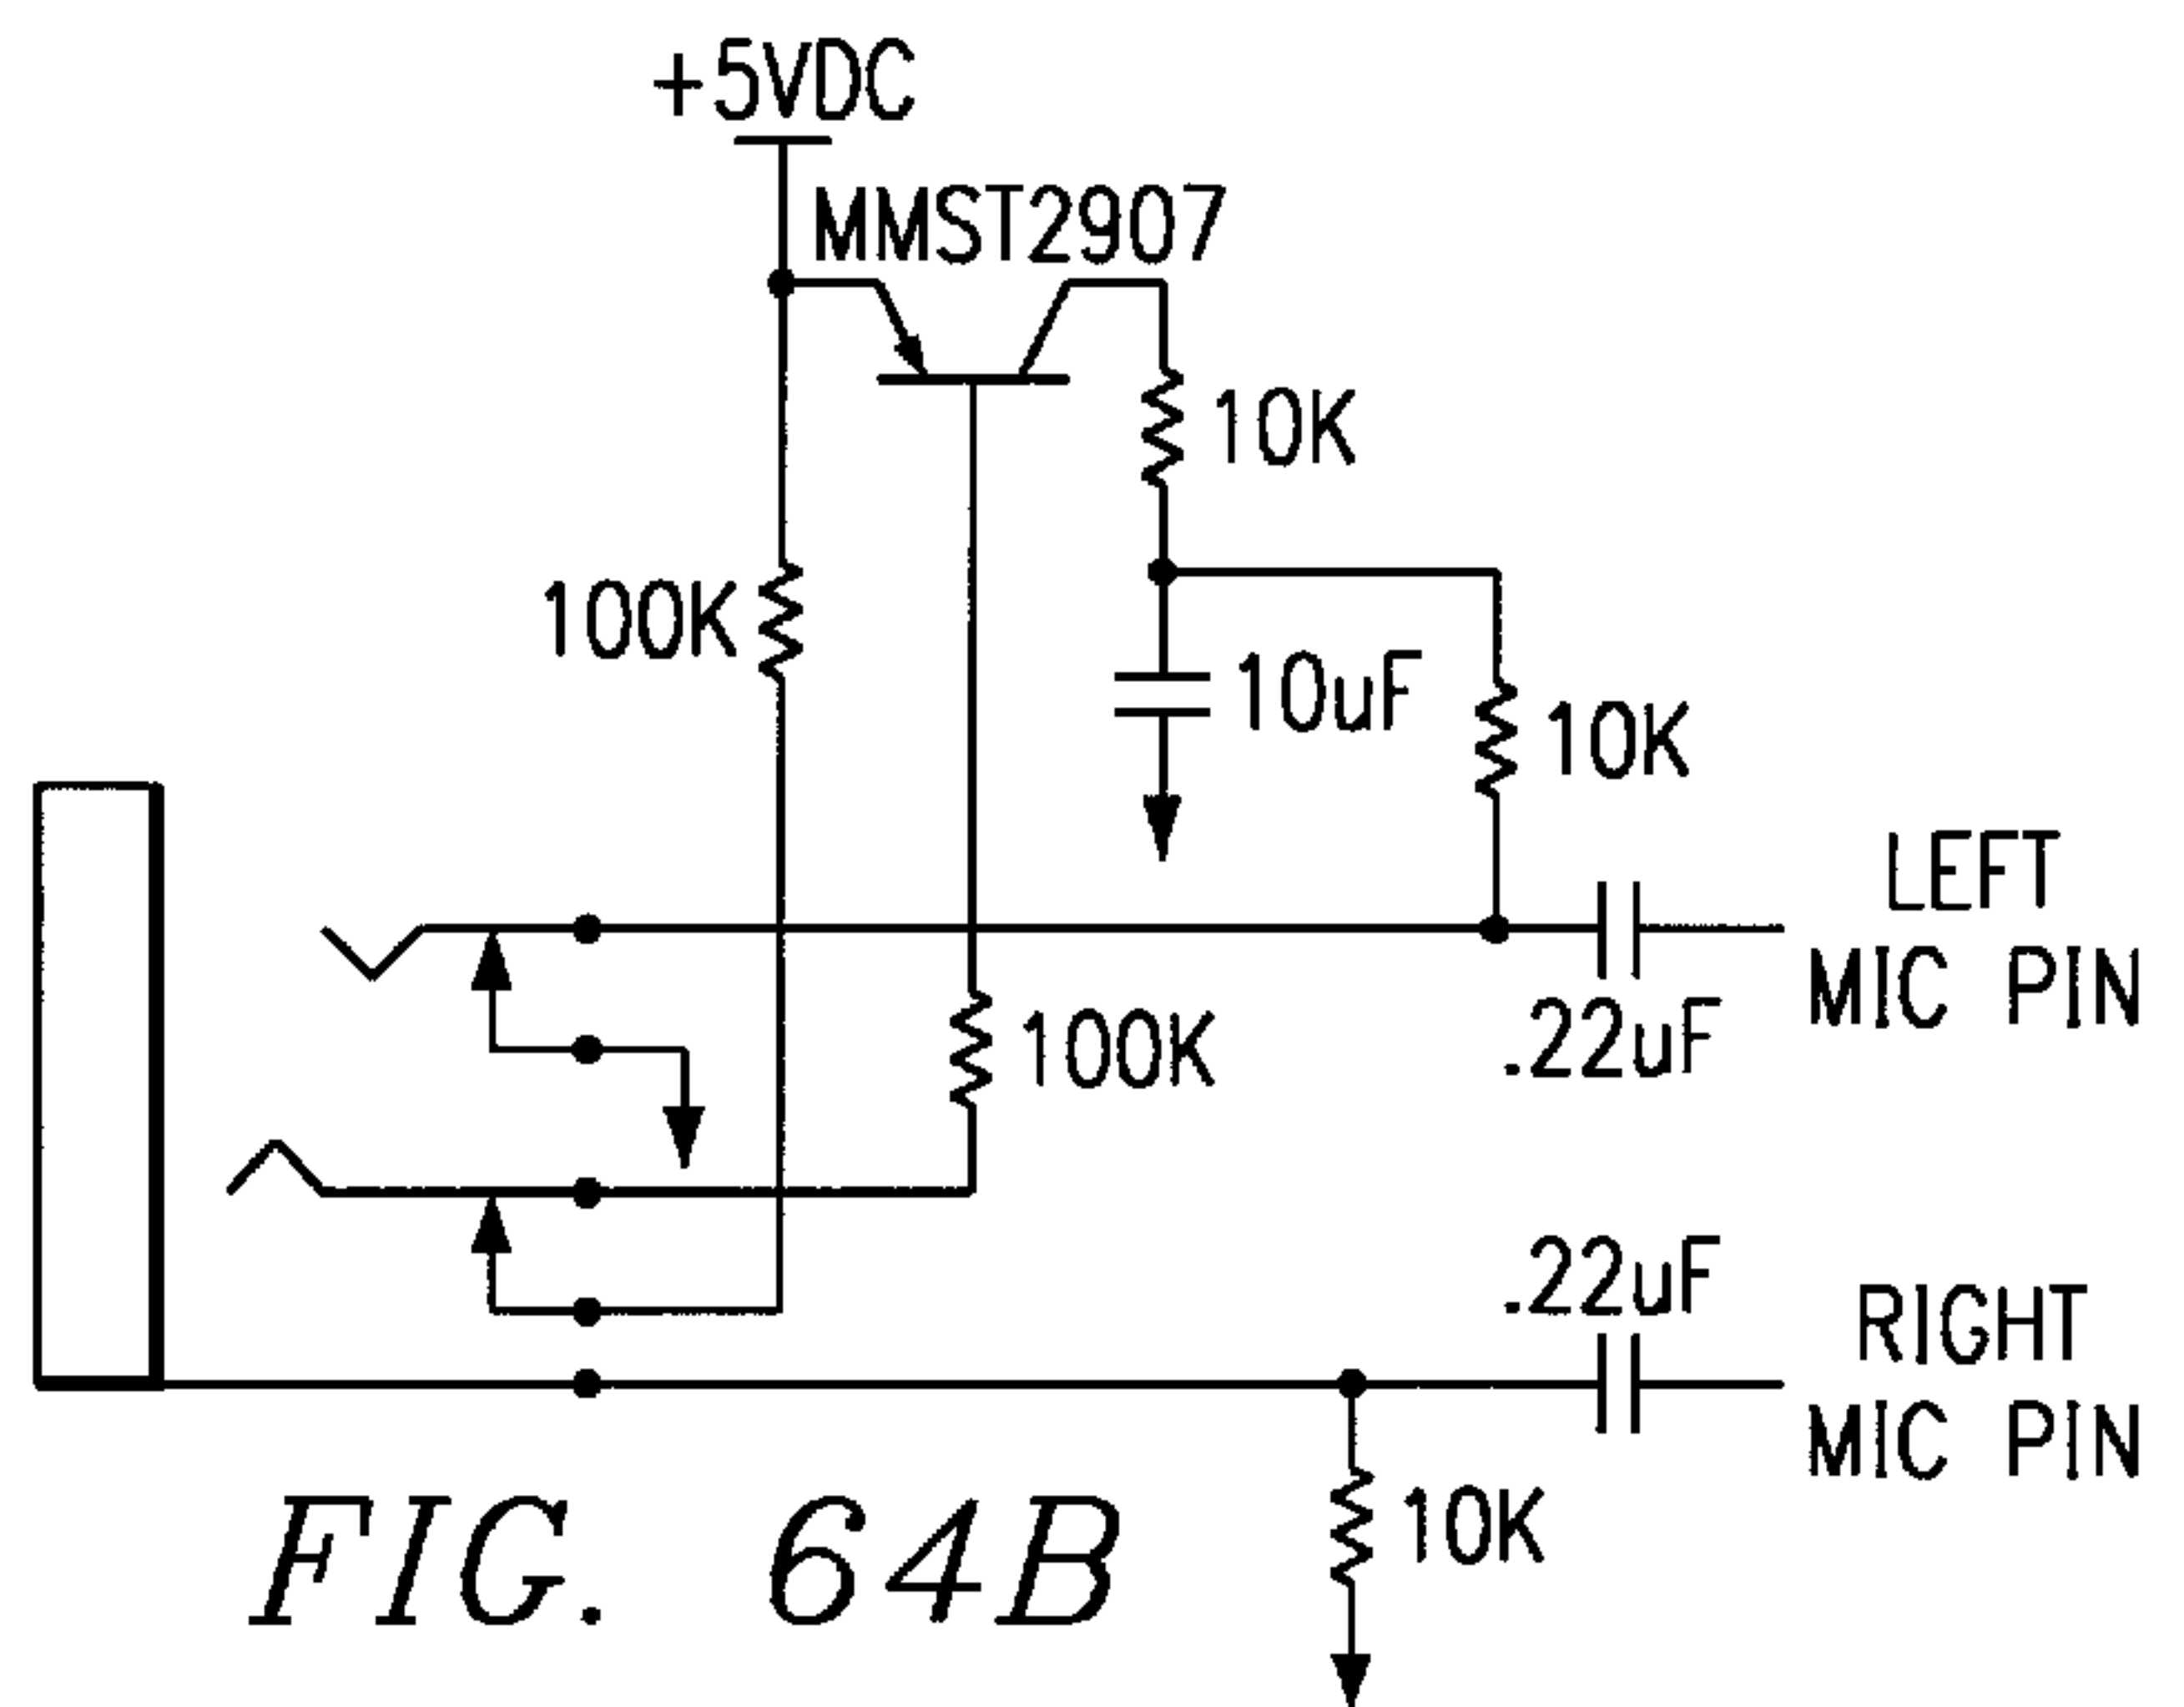 +5VDC
MMST2907
10K
100K
10uF
10K
LEFT
MIC PIN
.22uF
100K
.22uF
RIGHT
MIC PIN
10K
FIG. 64B